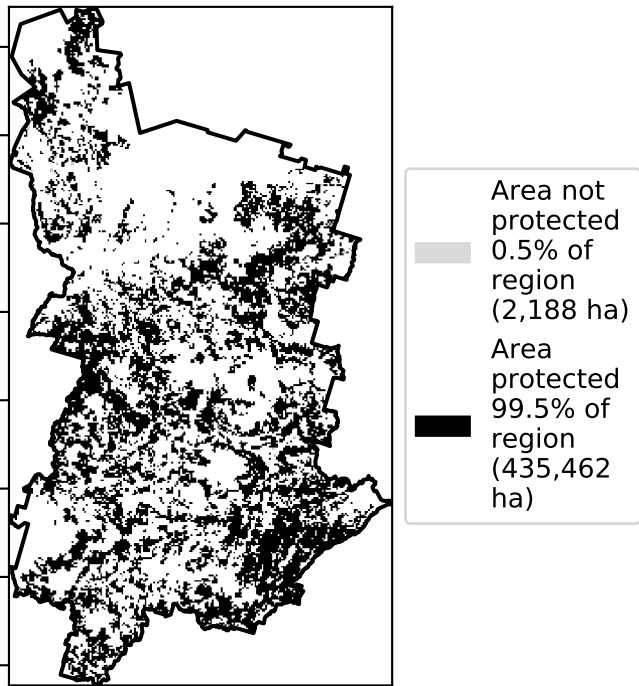 Area not
protected
0.5% of
region
(2,188 ha)
Area
protected
99.5% of
region
(435,462
ha)